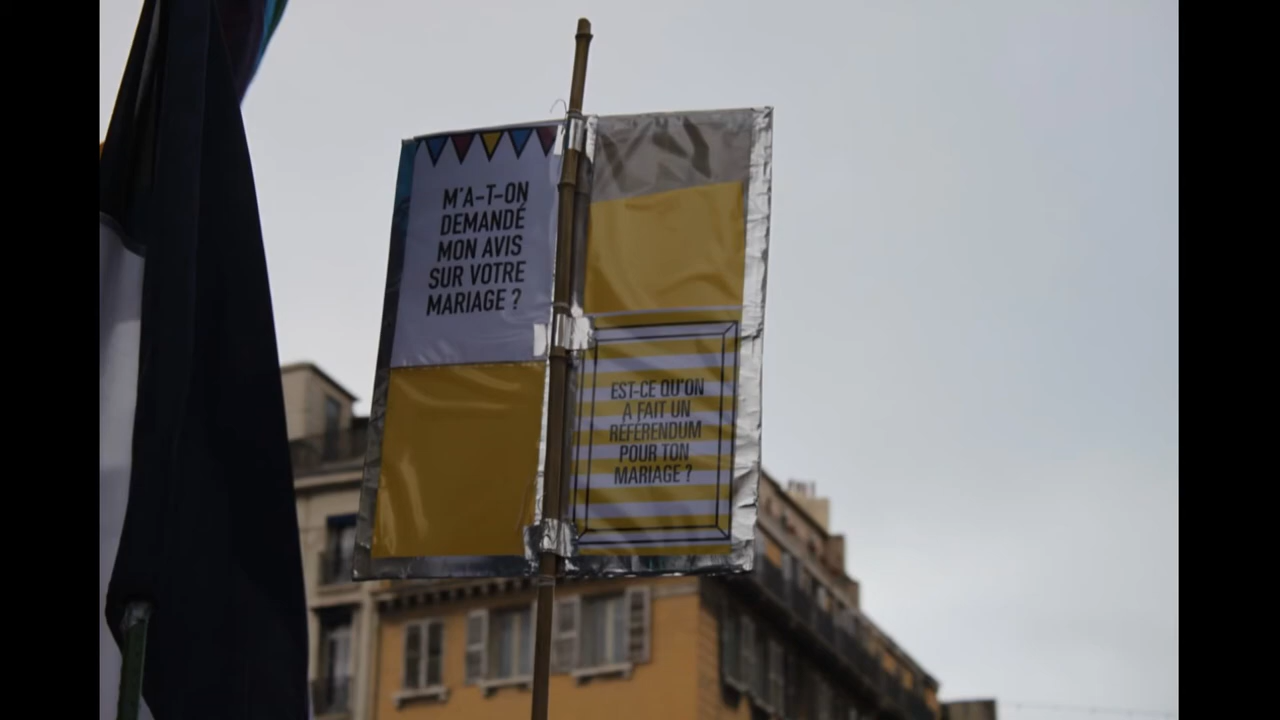 M'A-T-ON
DEMANDÉ
MON AVIS
SUR VOTRE
MARIAGE ?
EST-CE QU'ON
A FAIT UN
RÉFÉRENDUM
POUR TON
MARIAGE ?